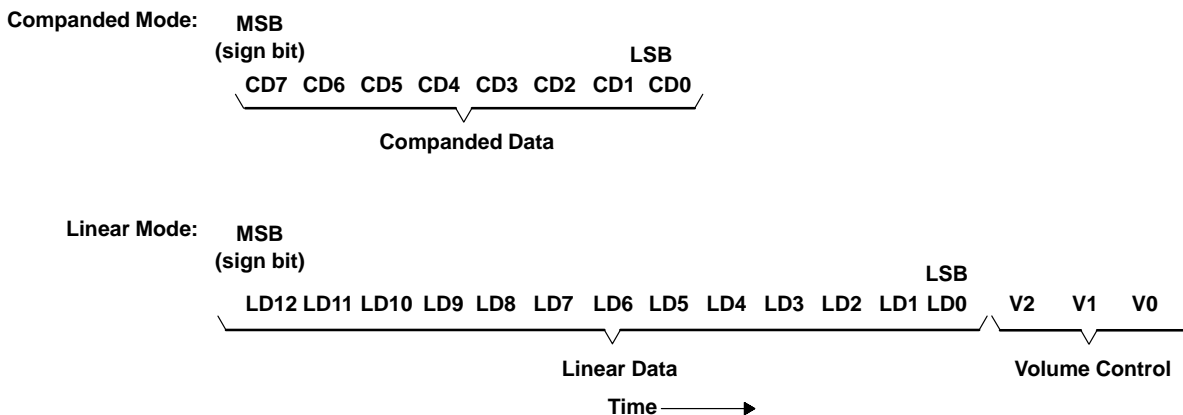 Companded Mode: MSB
(sign bit) LSB
CD7 CD6 CD5 CD4 CD3 CD2 CD1 CD0
Companded Data
Linear Mode: MSB
(sign bit)
LSB
LD12 LD11 LD10 LD9 LD8 LD7 LD6 LD5 LD4 LD3 LD2 LD1 LD0 V2 V1 V0
Linear Data Volume Control
Time